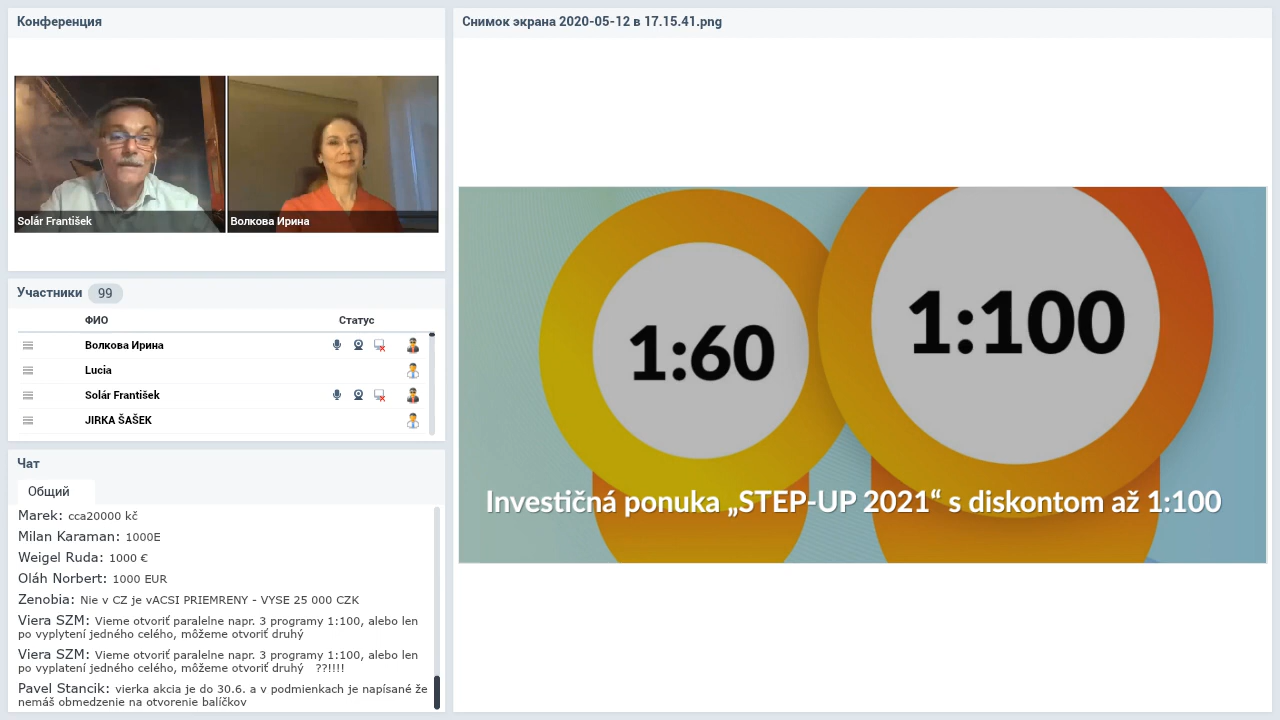 Конференция
Solár František
Волкова Ирина
Участники 99
ФИО Статус
Волкова Ирина
Lucia
Solár František
JIRKA ŠAŠEK
Чат
Общий
Marek: cca20000 kč
Milan Karaman: 1000E
Weigel Ruda: 1000 €
Oláh Norbert: 1000 EUR
Zenobia: Nie v CZ je vACSI PRIEMRENY - VYSE 25 000 CZK
Viera SZM: Vieme otvoriť paralelne napr. 3 programy 1:100, alebo len
po vyplytení jedného celého, môžeme otvoriť druhý
Viera SZM: Vieme otvoriť paralelne napr. 3 programy 1:100, alebo len
po vyplatení jedného celého, môžeme otvoriť druhý ??!!!!
Pavel Stancik: vierka akcia je do 30.6. a v podmienkach je napísané že
nemáš obmedzenie na otvorenie balíčkov
Снимок экрана 2020-05-12 в 17.15.41.png
1:60
1:100
Investičná ponuka „STEP-UP 2021“ s diskontom až 1:100